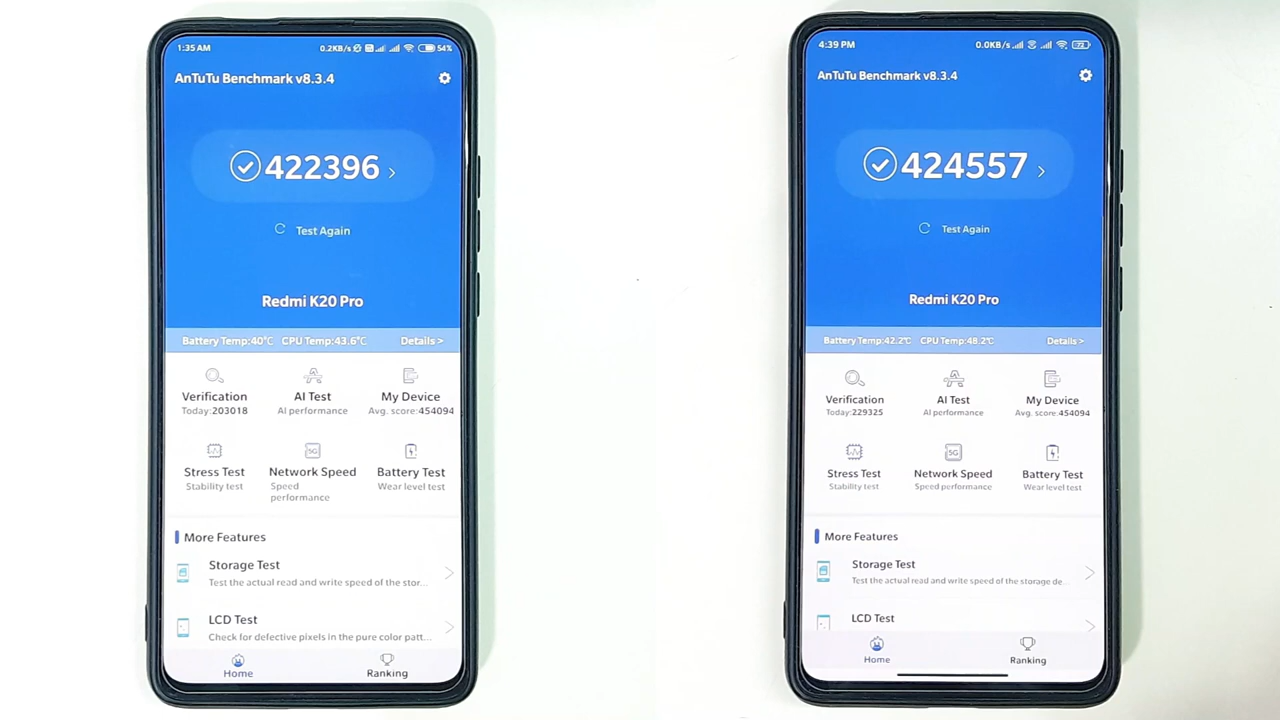 1:35 AM
0.2KB/s
54%
AnTuTu Benchmark v8.3.4
422396
Test Again
Redmi K20 Pro
Battery Temp:40°C CPU Temp:43.6°C Details >
Verification AI Test My Device
Today:203018 AI performance Avg. score:454094
5G
Stress Test Network Speed Battery Test
Stability test Speed performance Wear level test
More Features
Storage Test
Test the actual read and write speed of the stor...
LCD Test
Check for defective pixels in the pure color patt...
Home Ranking
4:39 PM
0.0KB/s
72
AnTuTu Benchmark v8.3.4
424557
Test Again
Redmi K20 Pro
Battery Temp:42.2°C CPU Temp:48.2°C Details >
Verification AI Test My Device
Today:229325 AI performance Avg. score:454094
5G
Stress Test Network Speed Battery Test
Stability test Speed performance Wear level test
More Features
Storage Test
Test the actual read and write speed of the storage de...
LCD Test
Home Ranking